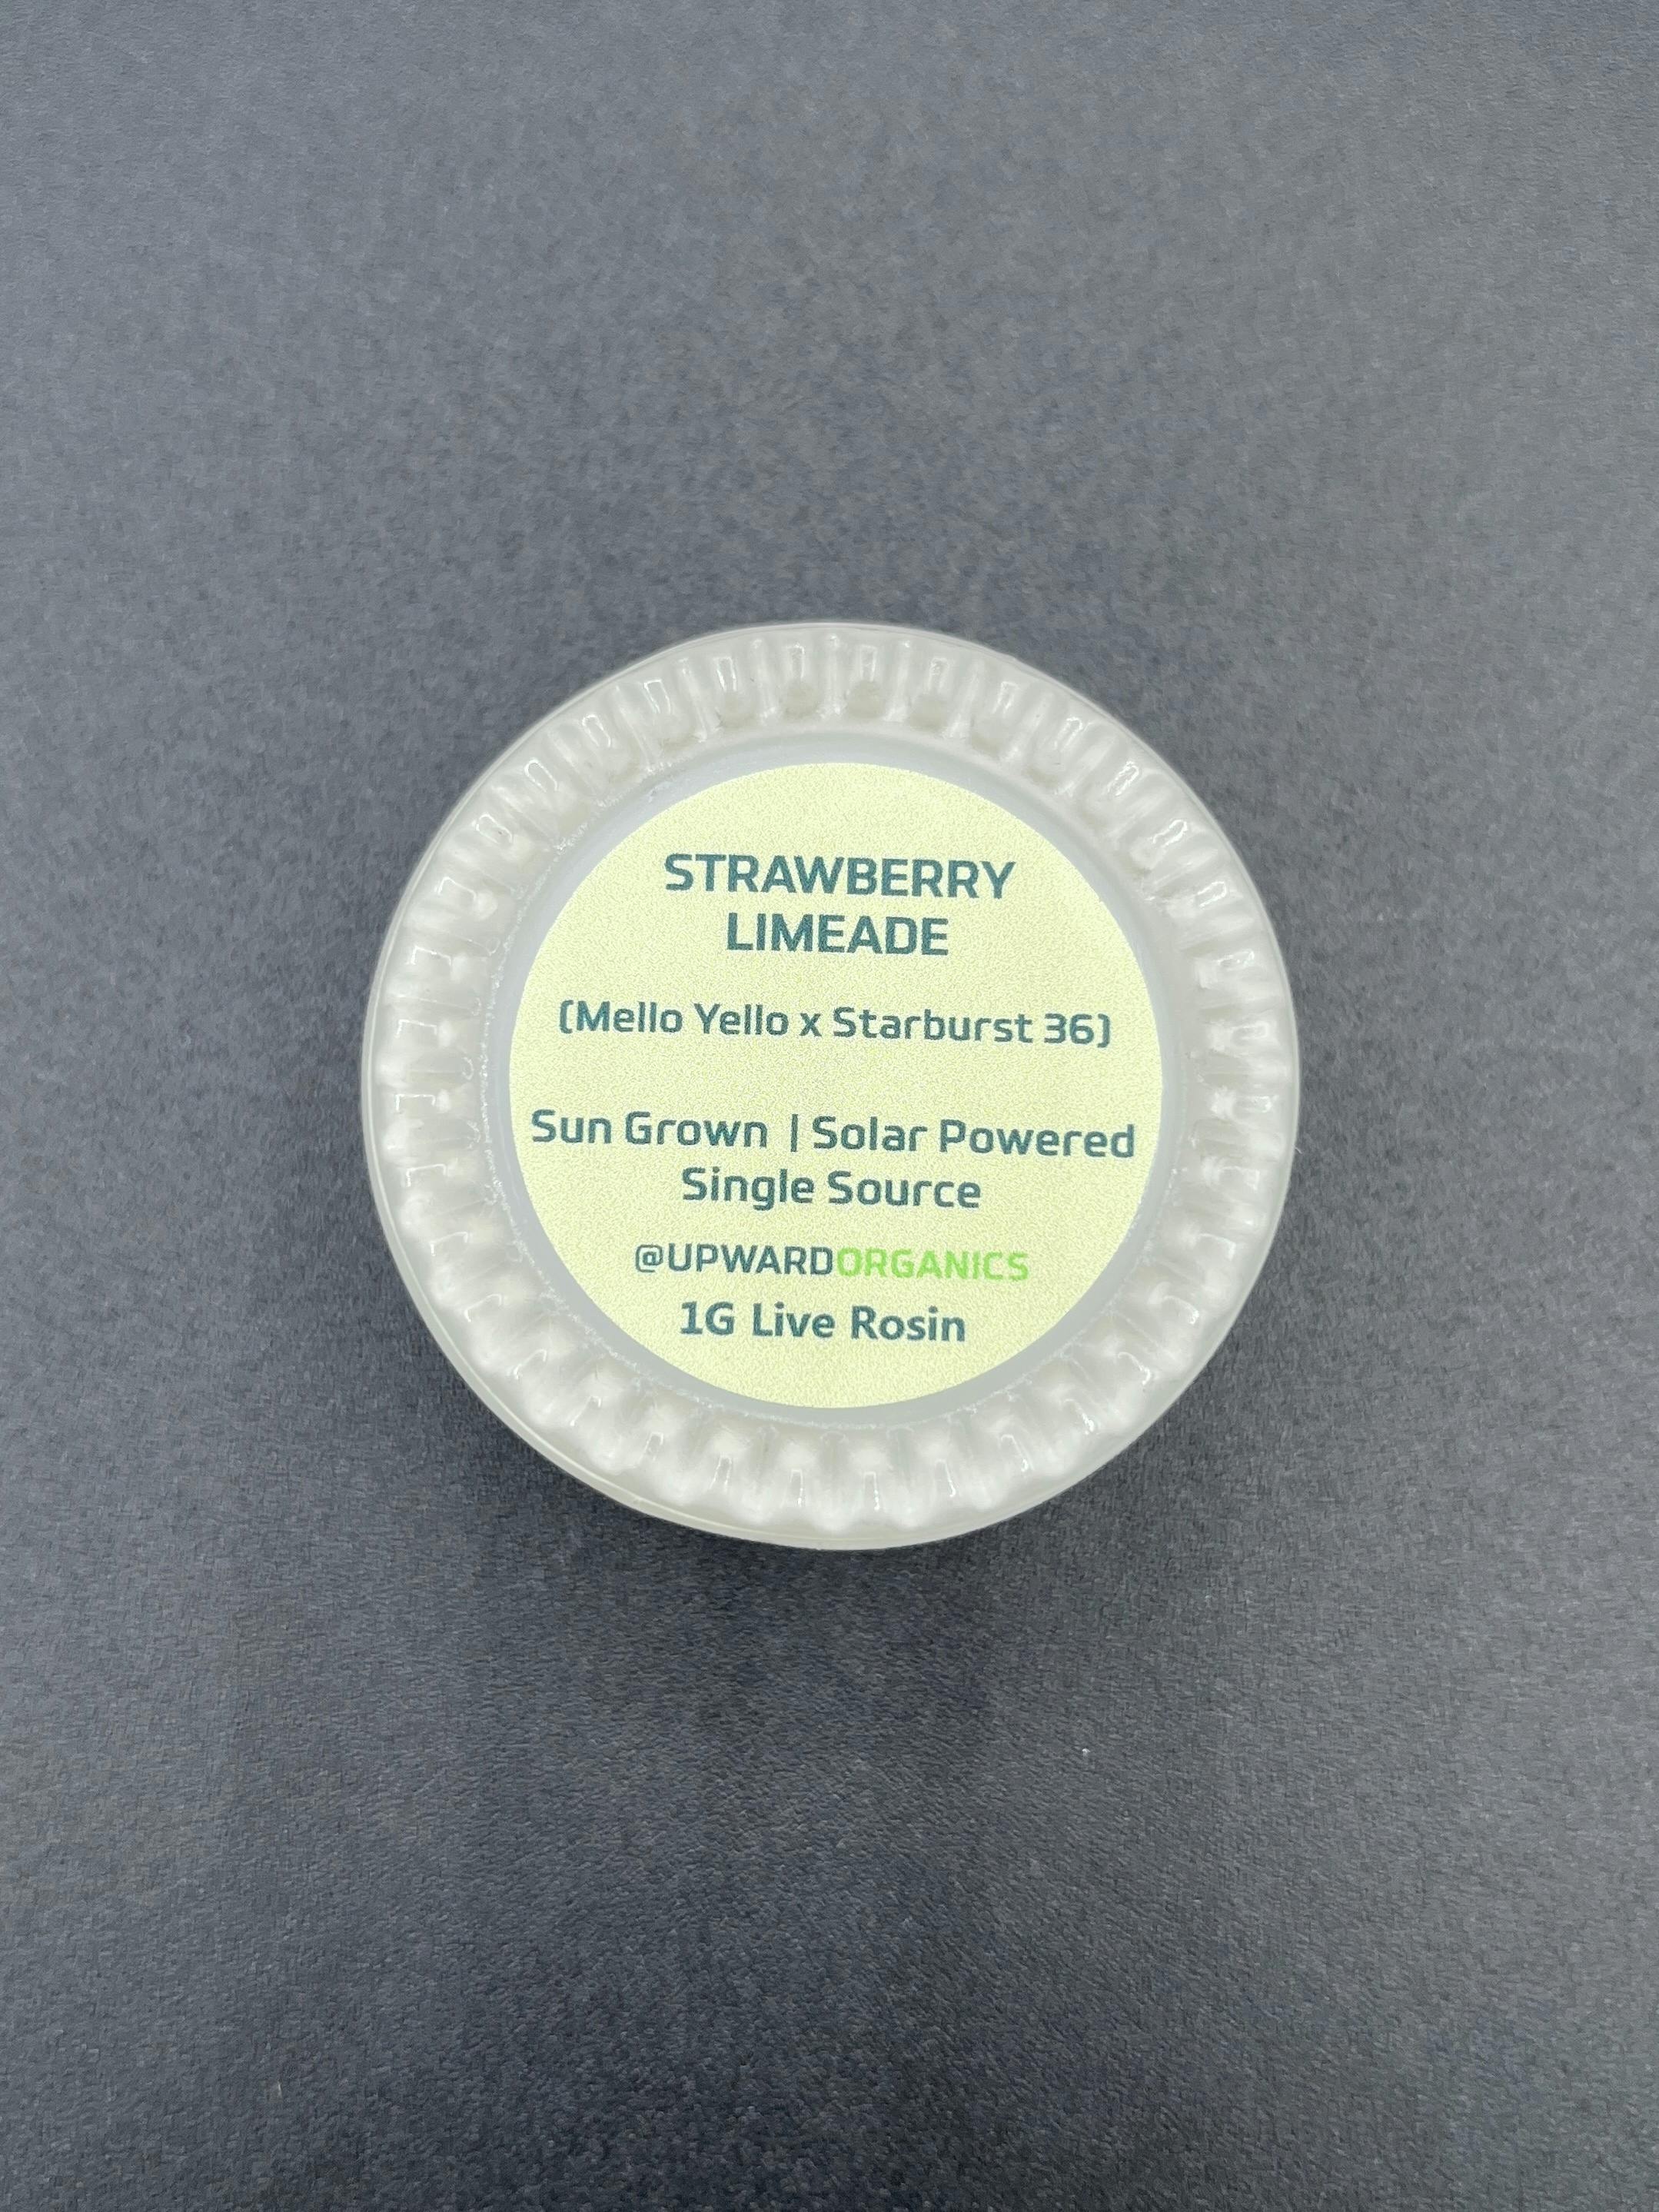 STRAWBERRY
LIMEADE
(Mello Yello x Starburst 36)
Sun Grown | Solar Powered
Single Source
@UPWARDORGANICS
1G Live Rosin